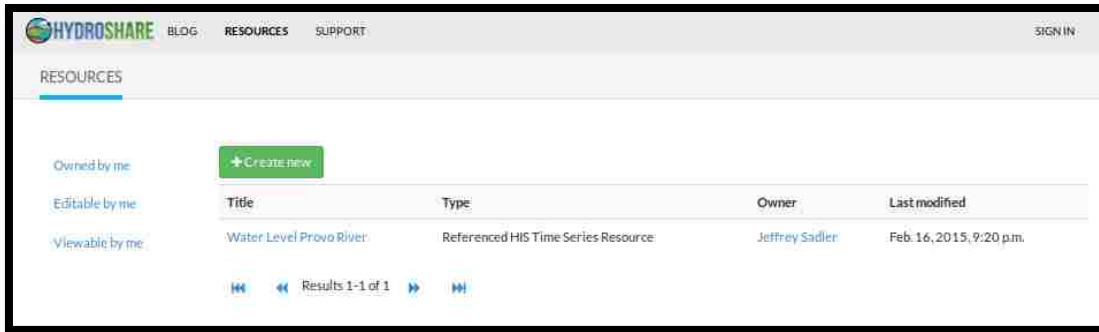 HYDROSHARE BLOG RESOURCES SUPPORT SIGN IN
RESOURCES
Owned by me
Editable by me
Viewable by me
Create new
Title Type Owner Last modified
Water Level Provo River Referenced HIS Time Series Resource Jeffrey Sadler Feb. 16, 2015, 9:20 p.m.
Results 1-1 of 1